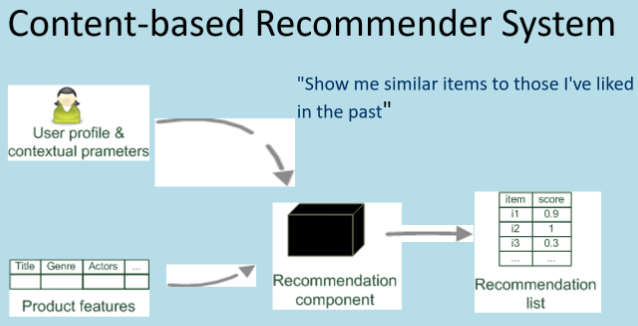 Content-based Recommender System
"Show me similar items to those I've liked
in the past"
User profile &
contextual prameters
Title Genre Actors ...
Product features
Recommendation
component
item score
i1 0.9
i2 1
i3 0.3
... ...
Recommendation
list